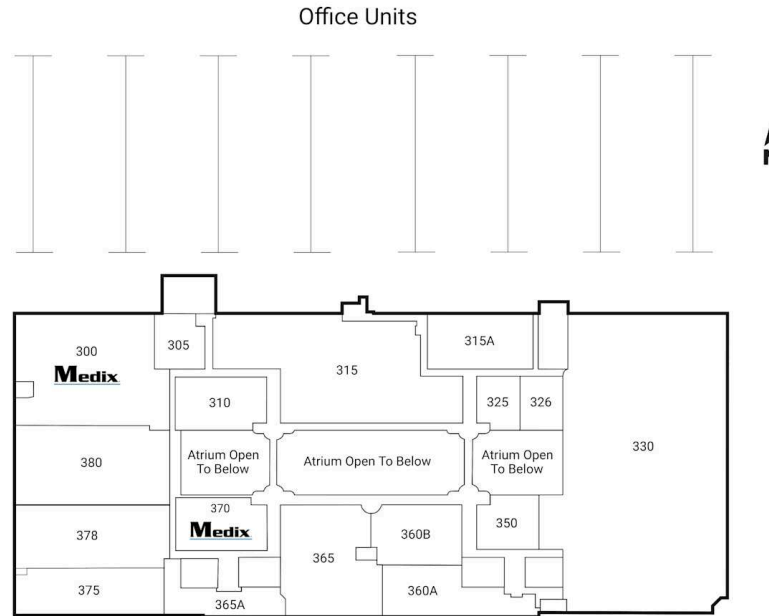 Office Units
300
Medix
305
315
315A
310
325
326
380
Atrium Open
To Below
Atrium Open To Below
Atrium Open
To Below
330
370
Medix
350
378
365
360B
375
365A
360A